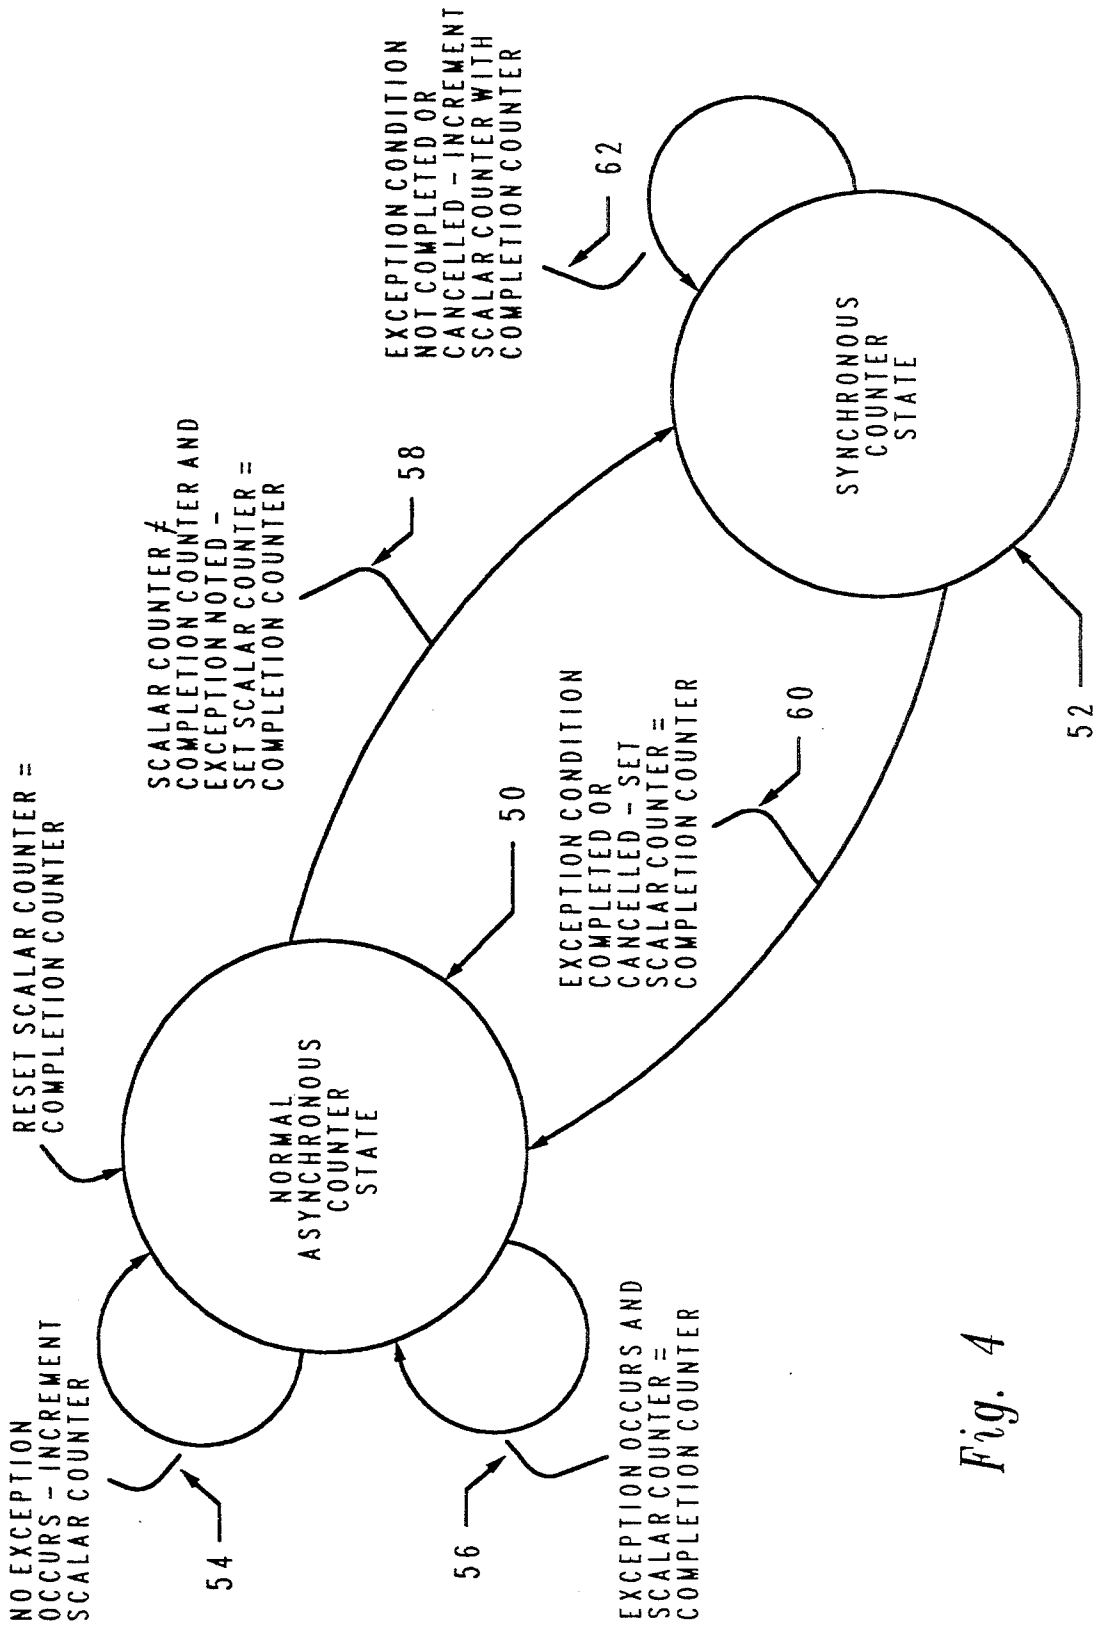 RESET SCALAR COUNTER =
COMPLETION COUNTER
NO EXCEPTION
OCCURS - INCREMENT
SCALAR COUNTER
54
NORMAL
ASYNCHRONOUS
COUNTER
STATE
56
EXCEPTION OCCURS AND
SCALAR COUNTER =
COMPLETION COUNTER
50
SCALAR COUNTER ≠
COMPLETION COUNTER AND
EXCEPTION NOTED -
SET SCALAR COUNTER =
COMPLETION COUNTER
58
EXCEPTION CONDITION
COMPLETED OR
CANCELLED - SET
SCALAR COUNTER =
COMPLETION COUNTER
60
EXCEPTION CONDITION
NOT COMPLETED OR
CANCELLED - INCREMENT
SCALAR COUNTER WITH
COMPLETION COUNTER
62
SYNCHRONOUS
COUNTER
STATE
52
Fig. 4